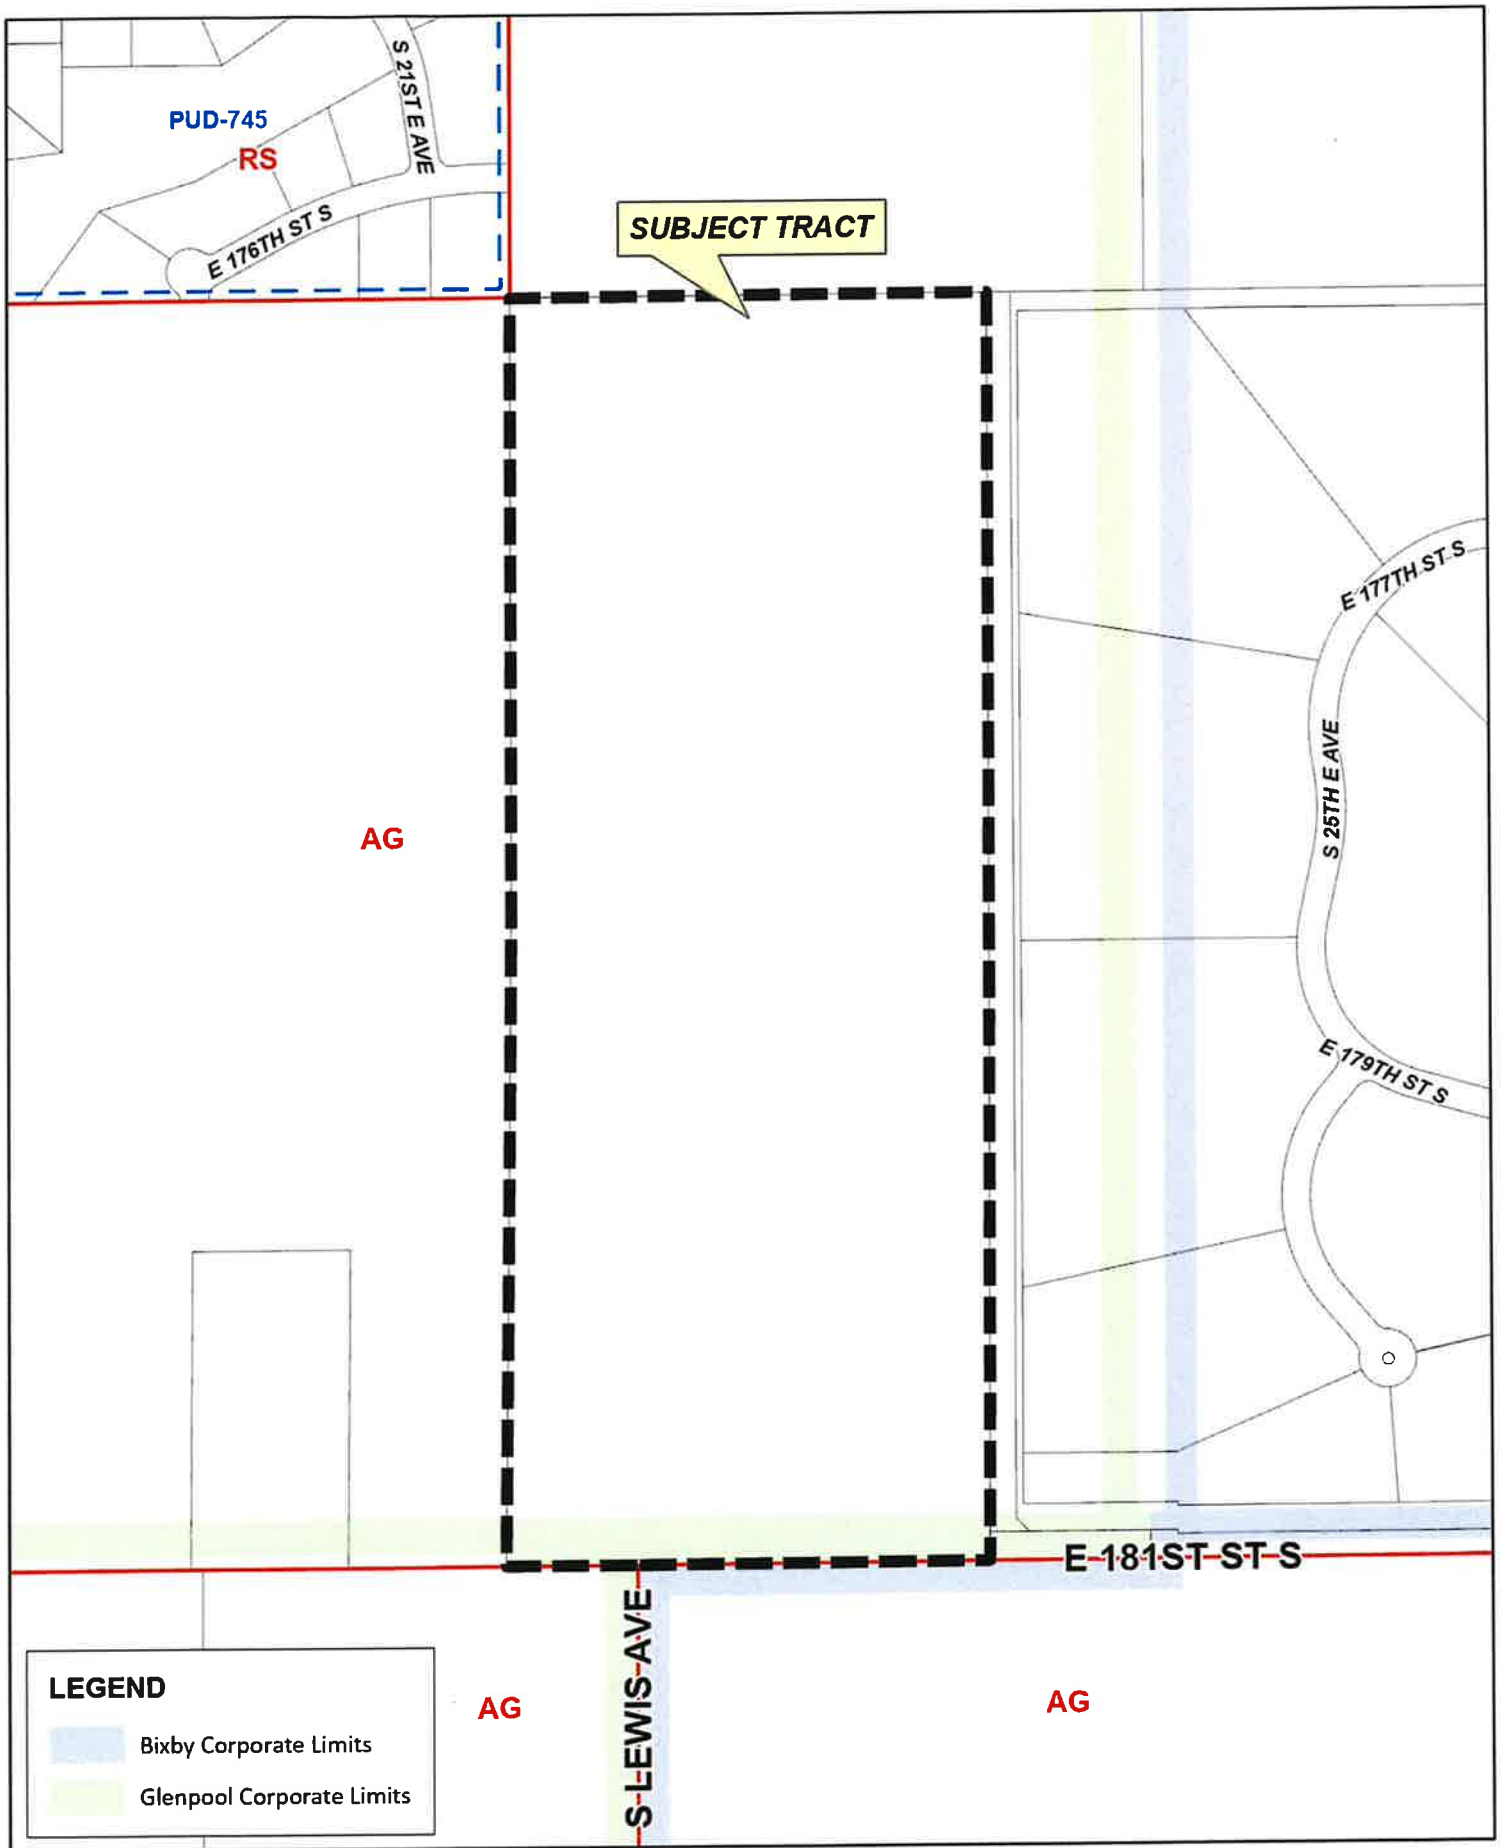 S 21ST E AVE
PUD-745
RS
E 176TH ST S
SUBJECT TRACT
E 177TH ST S
S 25TH E AVE
AG
E 179TH ST S
E 181ST ST S
S LEWIS AVE
AG
AG
LEGEND
Bixby Corporate Limits
Glenpool Corporate Limits